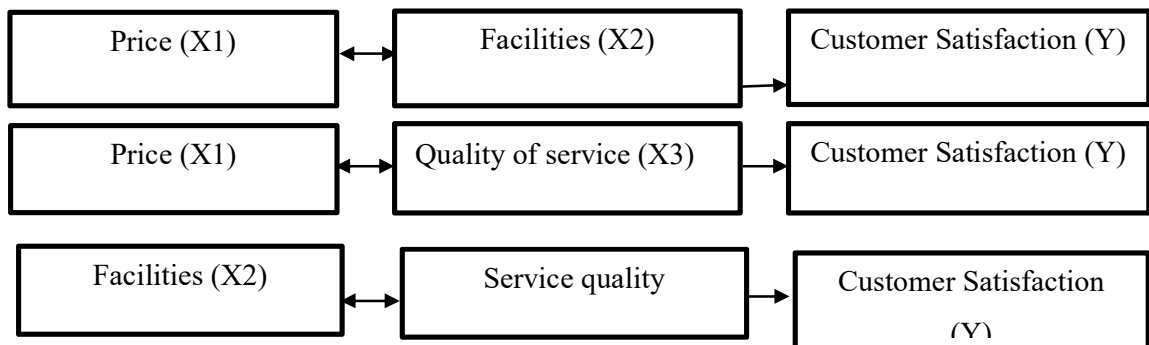 Price (X1)
Facilities (X2)
Customer Satisfaction (Y)
Price (X1)
Quality of service (X3)
Customer Satisfaction (Y)
Facilities (X2)
Service quality
Customer Satisfaction
(Y)